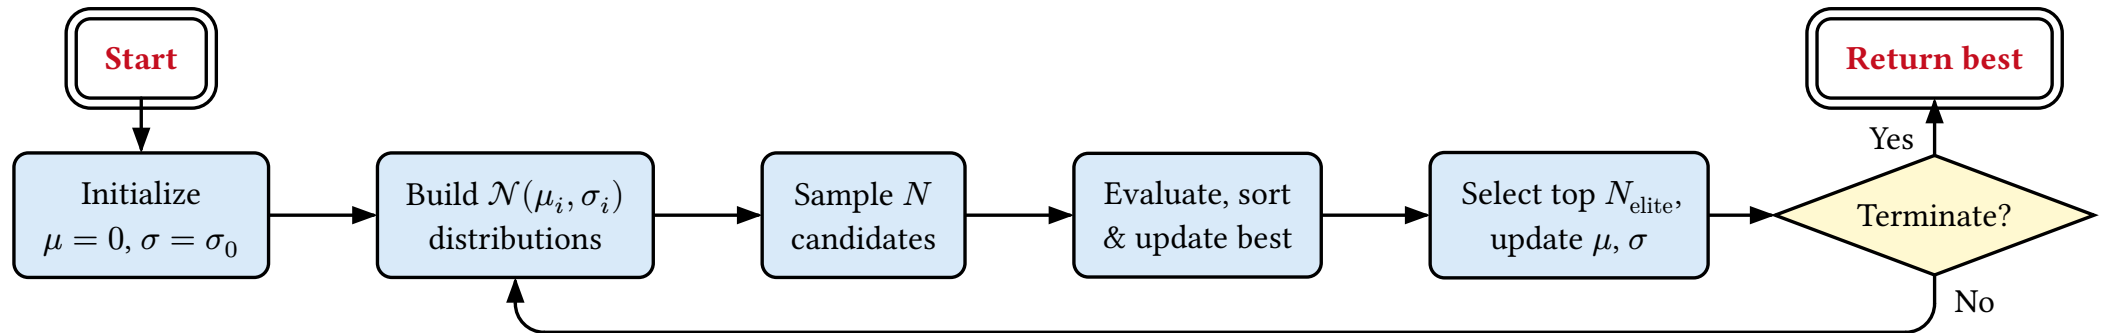 Start
Initialize
μ = 0, σ = σ₀
Build 𝒩(μᵢ, σᵢ)
distributions
Sample N
candidates
Evaluate, sort
& update best
Select top N_elite,
update μ, σ
Terminate?
Yes
Return best
No